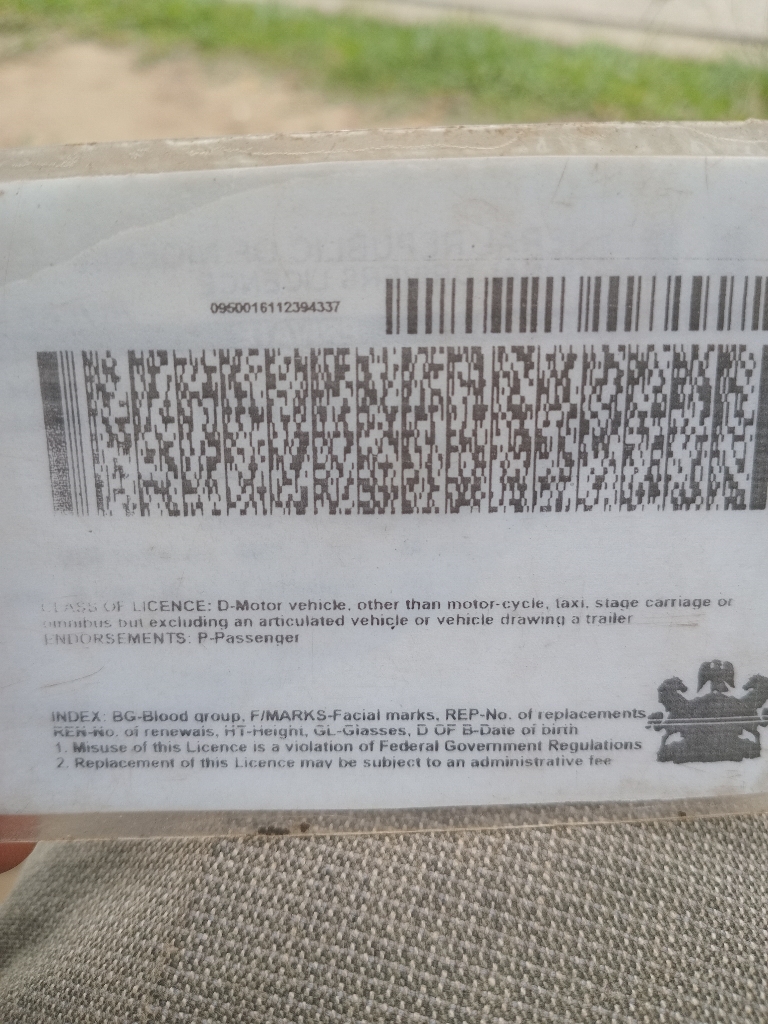 0950016112394337
CLASS OF LICENCE: D-Motor vehicle, other than motor-cycle, taxi, stage carriage or
omnibus but excluding an articulated vehicle or vehicle drawing a trailer
ENDORSEMENTS: P-Passenger
INDEX: BG-Blood group, F/MARKS-Facial marks, REP-No. of replacements
REN-No. of renewals, HT-Height, GL-Glasses, D OF B-Date of birth
1. Misuse of this Licence is a violation of Federal Government Regulations
2. Replacement of this Licence may be subject to an administrative fee